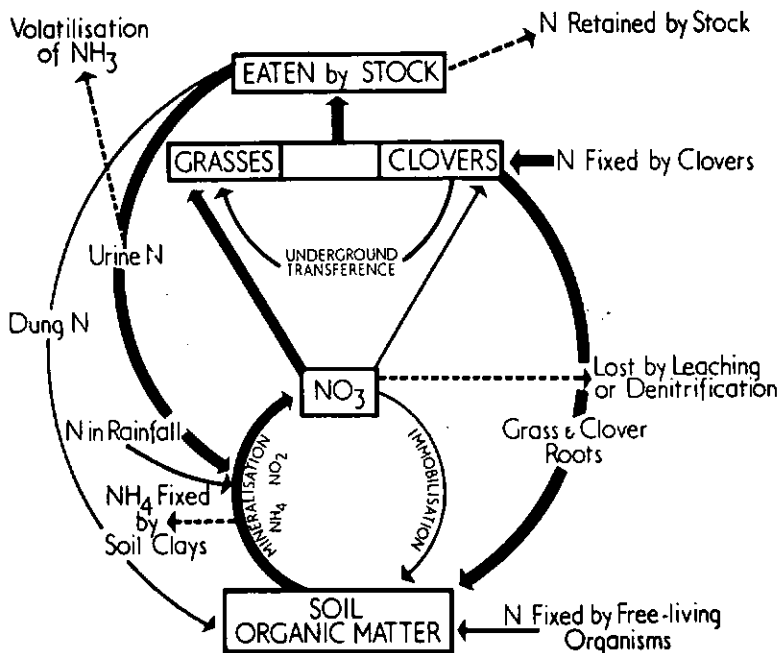 Volatilisation
of NH3
N Retained by Stock
EATEN by STOCK
GRASSES
CLOVERS
N Fixed by Clovers
UNDERGROUND
TRANSFERENCE
Urine N
Dung N
NO3
Lost by Leaching
or Denitrification
N in Rainfall
Grass & Clover
Roots
MINERALISATION
NH4 NO2
IMMOBILISATION
NH4 Fixed
by
Soil Clays
SOIL
ORGANIC MATTER
N Fixed by Free-living
Organisms